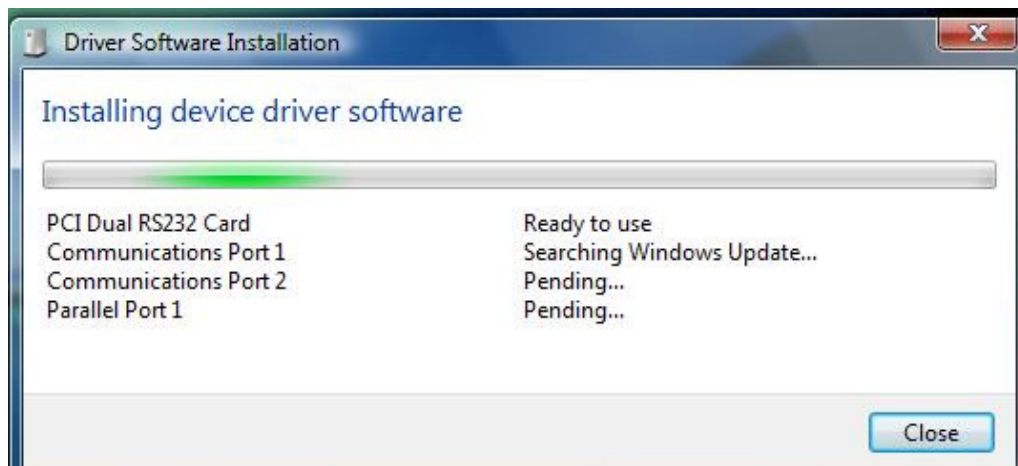 Driver Software Installation
Installing device driver software
PCI Dual RS232 Card Ready to use
Communications Port 1 Searching Windows Update...
Communications Port 2 Pending...
Parallel Port 1 Pending...
Close